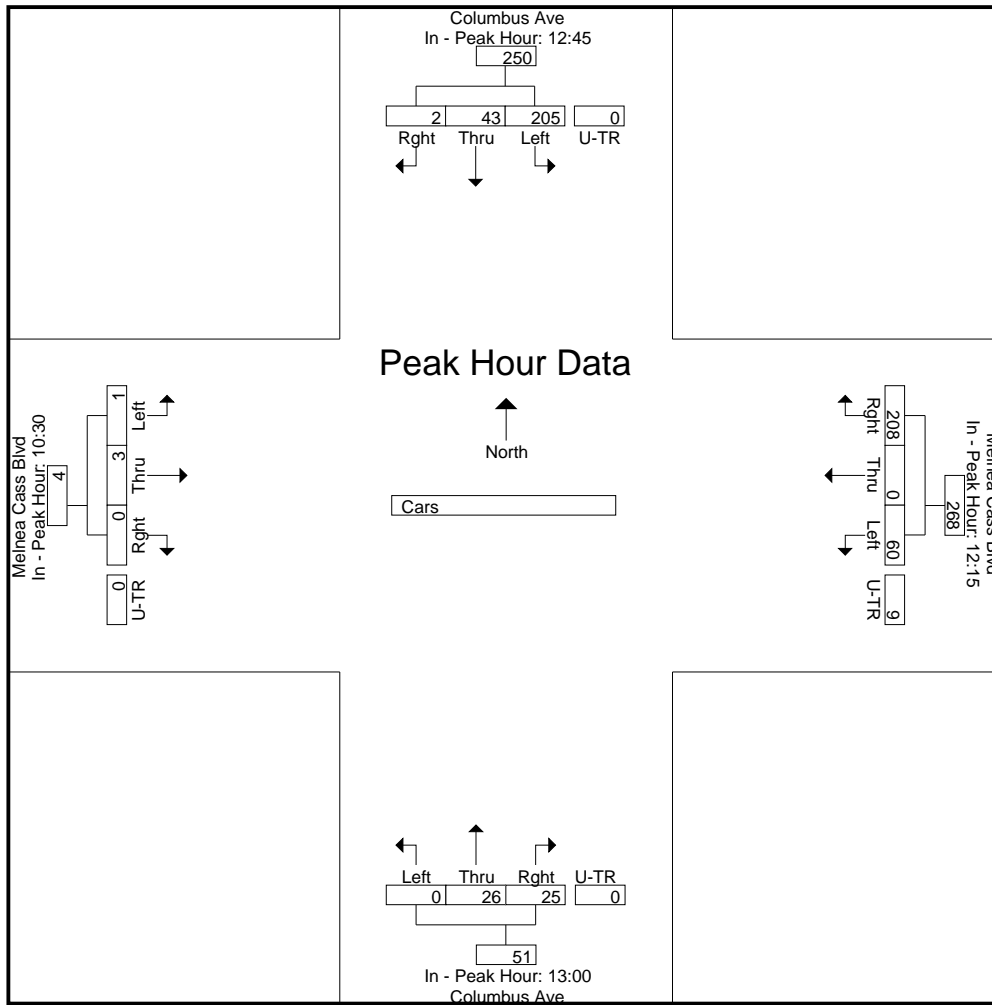 Columbus Ave
In - Peak Hour: 12:45
250
2 43 205 0
Rght Thru Left U-TR
Peak Hour Data
North
Cars
Melnea Cass Blvd
In - Peak Hour: 10:30
4
1 3 0 0
Left Thru Rght U-TR
Melnea Cass Blvd
In - Peak Hour: 12:15
268
208 0 60 9
Rght Thru Left U-TR
Left Thru Rght U-TR
0 26 25 0
51
In - Peak Hour: 13:00
Columbus Ave